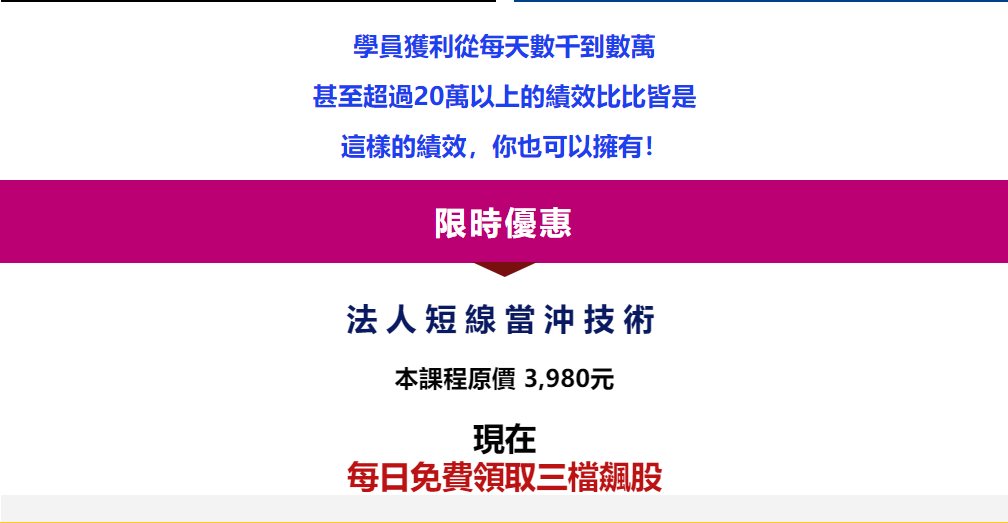 學員獲利從每天數千到數萬
甚至超過20萬以上的績效比比皆是
這樣的績效，你也可以擁有！
限時優惠
法人短線當沖技術
本課程原價 3,980元
現在
每日免費領取三檔飆股